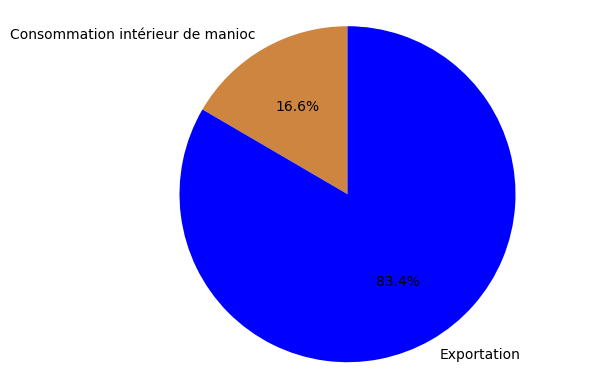 Consommation intérieur de manioc
16.6%
83.4%
Exportation